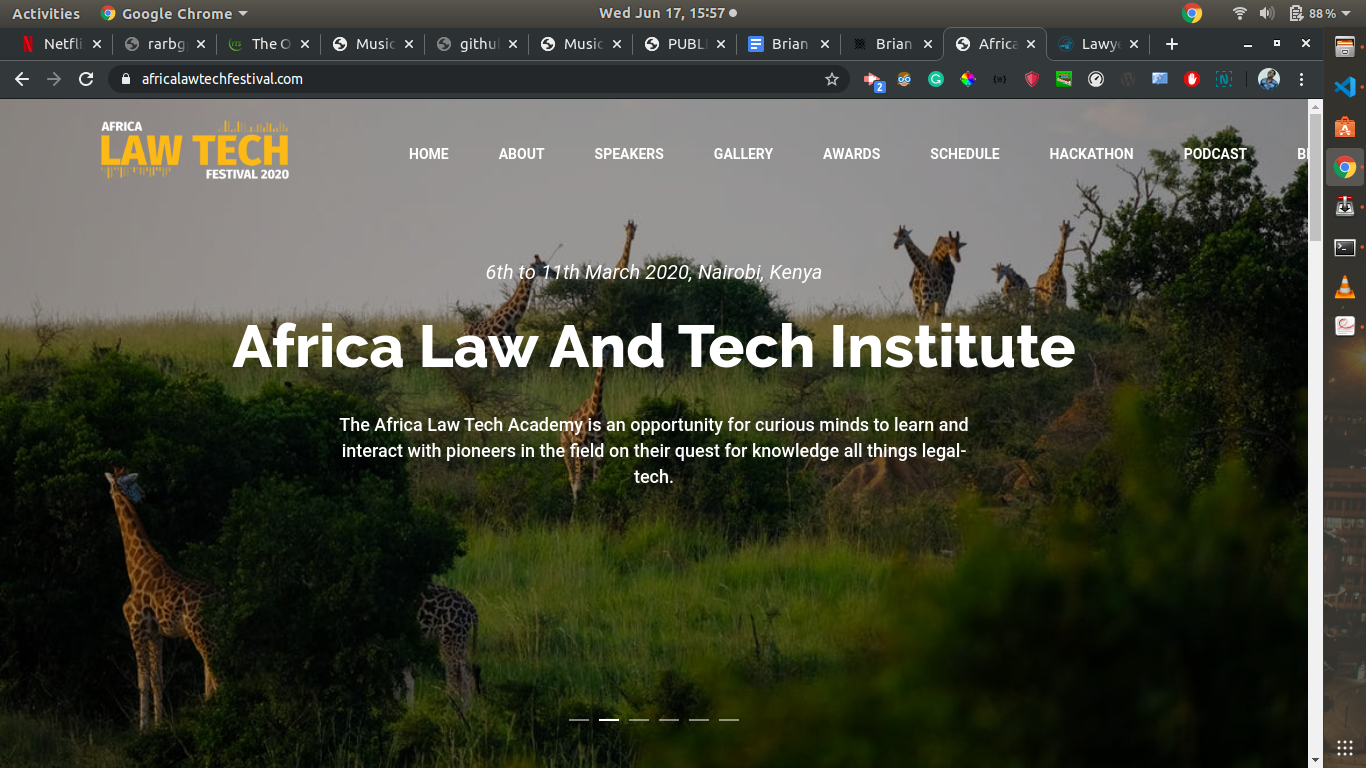 Activities
Google Chrome
Wed Jun 17, 15:57
88 %
Netfli
rarbg
The O
Music
githu
Music
PUBL
Brian
Brian
Africa
Lawye
africalawtechfestival.com
2
AFRICA
LAW TECH
FESTIVAL 2020
HOME ABOUT SPEAKERS GALLERY AWARDS SCHEDULE HACKATHON PODCAST
6th to 11th March 2020, Nairobi, Kenya
Africa Law And Tech Institute
The Africa Law Tech Academy is an opportunity for curious minds to learn and
interact with pioneers in the field on their quest for knowledge all things legal-
tech.